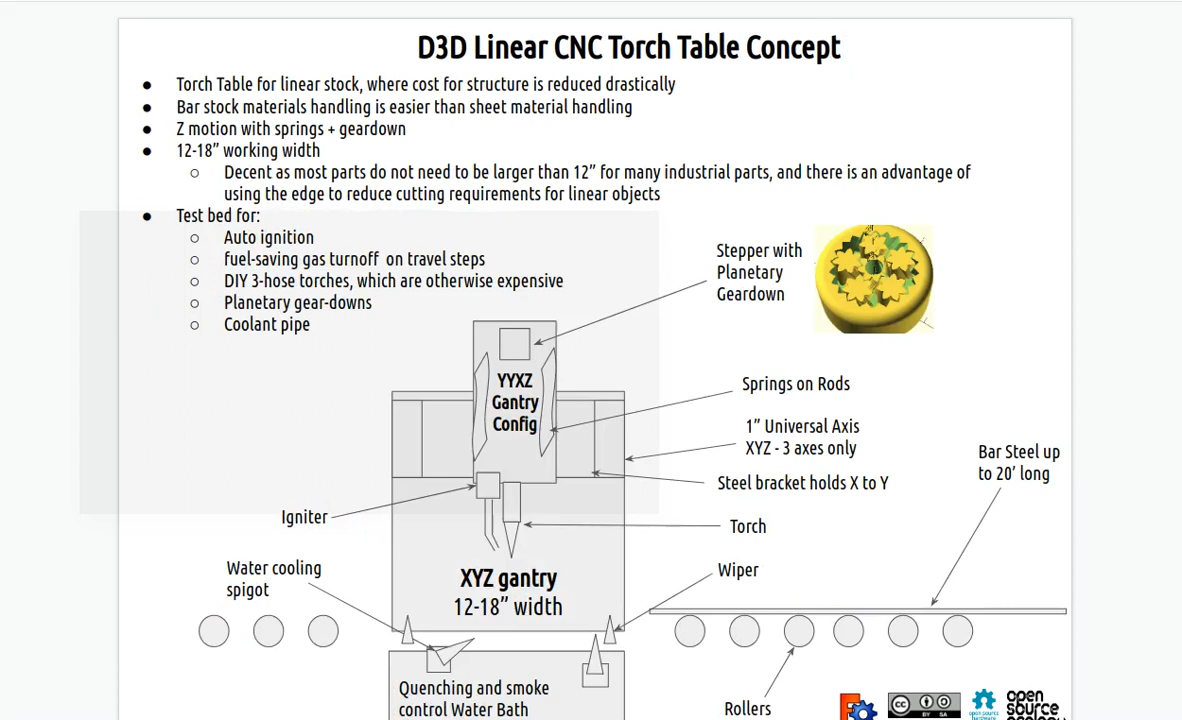 D3D Linear CNC Torch Table Concept
● Torch Table for linear stock, where cost for structure is reduced drastically
● Bar stock materials handling is easier than sheet material handling
● Z motion with springs + geardown
● 12-18” working width
○ Decent as most parts do not need to be larger than 12” for many industrial parts, and there is an advantage of
using the edge to reduce cutting requirements for linear objects
● Test bed for:
○ Auto ignition
○ fuel-saving gas turnoff on travel steps
○ DIY 3-hose torches, which are otherwise expensive
○ Planetary gear-downs
○ Coolant pipe
Stepper with
Planetary
Geardown
YYXZ
Gantry
Config
Springs on Rods
1” Universal Axis
XYZ - 3 axes only
Steel bracket holds X to Y
Bar Steel up
to 20’ long
Igniter
Torch
Water cooling
spigot
XYZ gantry
12-18” width
Wiper
Quenching and smoke
control Water Bath
Rollers
cc
BY SA
open source
hardware
open
source